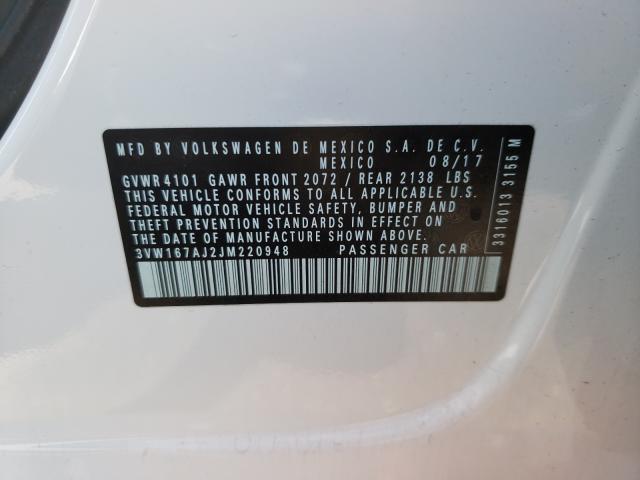 MFD BY VOLKSWAGEN DE MEXICO S.A. DE C.V.
MEXICO 08/17
GVWR 4101 GAWR FRONT 2072 / REAR 2138 LBS
THIS VEHICLE CONFORMS TO ALL APPLICABLE U.S.
FEDERAL MOTOR VEHICLE SAFETY, BUMPER AND
THEFT PREVENTION STANDARDS IN EFFECT ON
THE DATE OF MANUFACTURE SHOWN ABOVE.
3VW167AJ2JM220948 PASSENGER CAR
3316013 3155 M